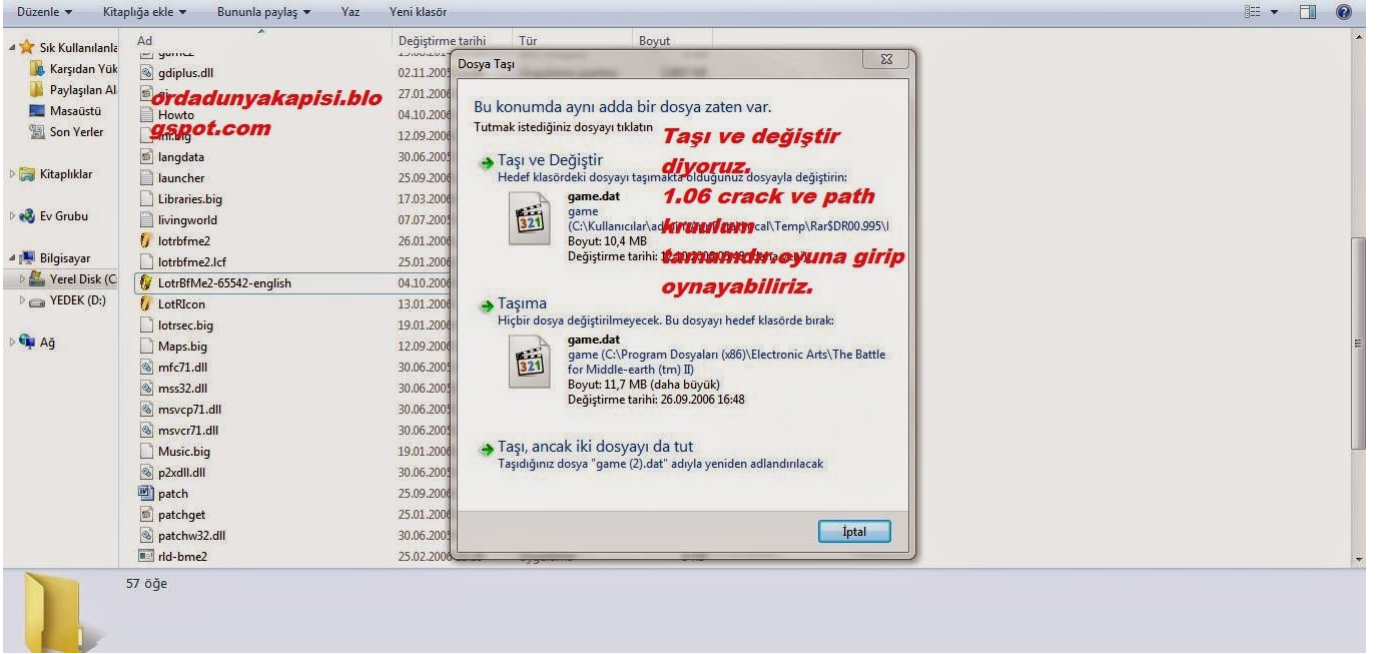 Düzenle Kitaplığa ekle Bununla paylaş Yaz Yeni klasör
Sık Kullanılanla
Karşıdan Yük
Paylaşılan Al
Masaüstü
Son Yerler
Kitaplıklar
Ev Grubu
Bilgisayar
Yerel Disk (C
YEDEK (D:)
Ağ
Ad Değiştirme tarihi Tür Boyut
gdiplus.dll 02.11.2005
27.01.2006
Howto 04.10.2006
12.09.2006
langdata 30.06.2005
launcher 25.09.2006
Libraries.big 17.03.2006
livingworld 07.07.2005
lotrbfme2 26.01.2006
lotrbfme2.lcf 25.01.2006
LotrBfMe2-65542-english 04.10.2006
LotRIcon 13.01.2006
lotrsec.big 19.01.2006
Maps.big 12.09.2006
mfc71.dll 30.06.2005
mss32.dll 30.06.2005
msvcp71.dll 30.06.2005
msvcr71.dll 30.06.2005
Music.big 19.01.2006
p2xdll.dll 30.06.2005
patch 25.09.2006
patchget 25.01.2006
patchw32.dll 30.06.2005
rld-bme2 25.02.2006
ordadunyakapisi.blo
gspot.com
Dosya Taşı
Bu konumda aynı adda bir dosya zaten var.
Tutmak istediğiniz dosyayı tıklatın
Taşı ve Değiştir
Hedef klasördeki dosyayı taşımakta olduğunuz dosyayla değiştirin:
game.dat
game
(C:\Kullanıcılar\ Temp\Rar$DR00.995\l
Boyut: 10,4 MB
Değiştirme tarihi:
Taşıma
Hiçbir dosya değiştirilmeyecek. Bu dosyayı hedef klasörde bırak:
game.dat
game (C:\Program Dosyaları (x86)\Electronic Arts\The Battle
for Middle-earth (tm) II)
Boyut: 11,7 MB (daha büyük)
Değiştirme tarihi: 26.09.2006 16:48
Taşı, ancak iki dosyayı da tut
Taşıdığınız dosya "game (2).dat" adıyla yeniden adlandırılacak
İptal
Taşı ve değiştir
diyoruz.
1.06 crack ve path
kurulum
tamamdır.oyuna girip
oynayabiliriz.
57 öğe